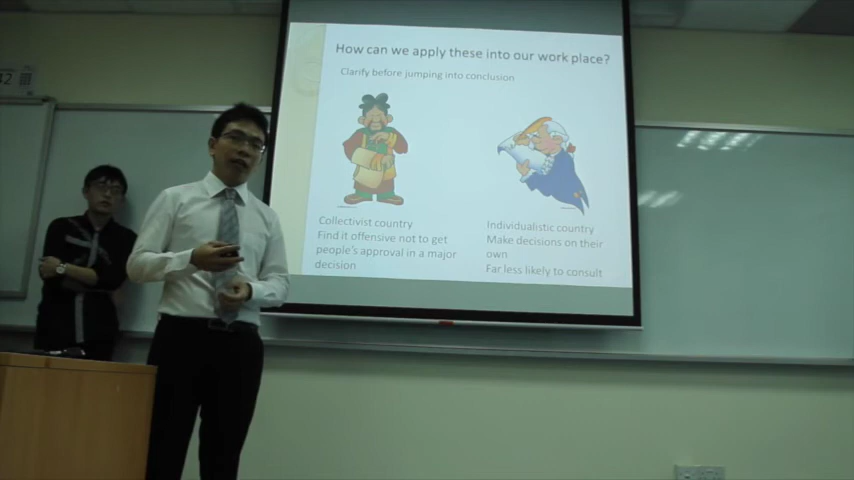 How can we apply these into our work place?
Clarify before jumping into conclusion
Collectivist country
Find it offensive not to get
people's approval in a major
decision
Individualistic country
Make decisions on their
own
Far less likely to consult
42